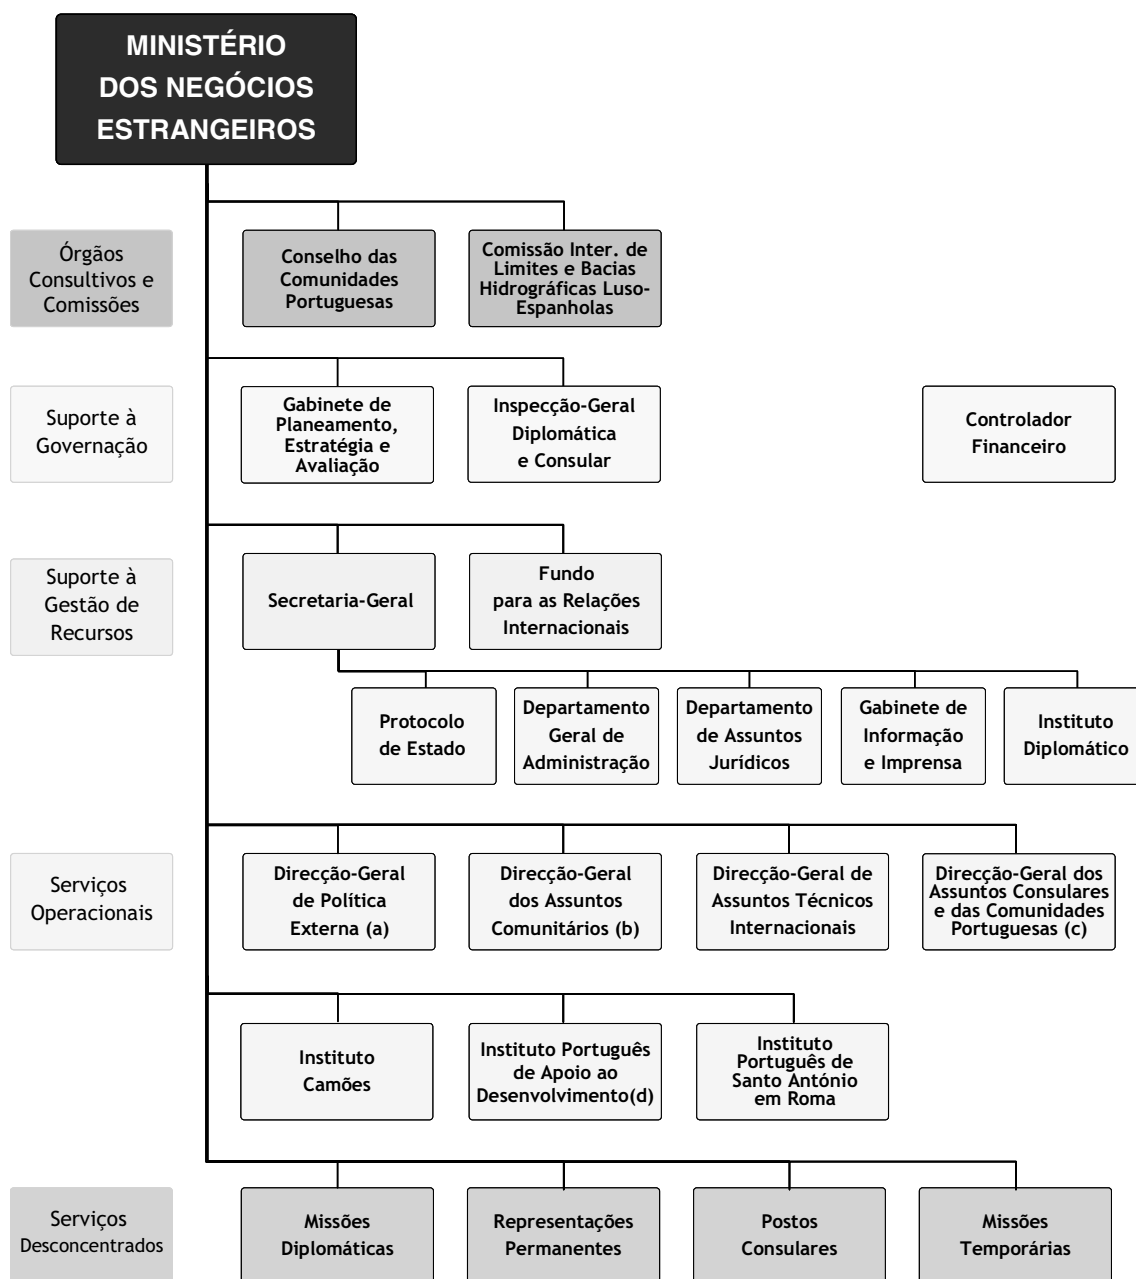 MINISTÉRIO
DOS NEGÓCIOS
ESTRANGEIROS
Órgãos
Consultivos e
Comissões
Conselho das
Comunidades
Portuguesas
Comissão Inter. de
Limites e Bacias
Hidrográficas Luso-
Espanholas
Suporte à
Governação
Gabinete de
Planeamento,
Estratégia e
Avaliação
Inspecção-Geral
Diplomática
e Consular
Controlador
Financeiro
Suporte à
Gestão de
Recursos
Secretaria-Geral
Fundo
para as Relações
Internacionais
Protocolo
de Estado
Departamento
Geral de
Administração
Departamento
de Assuntos
Jurídicos
Gabinete de
Informação
e Imprensa
Instituto
Diplomático
Serviços
Operacionais
Direcção-Geral
de Política
Externa (a)
Direcção-Geral
dos Assuntos
Comunitários (b)
Direcção-Geral de
Assuntos Técnicos
Internacionais
Direcção-Geral dos
Assuntos Consulares
e das Comunidades
Portuguesas (c)
Instituto
Camões
Instituto Português
de Apoio ao
Desenvolvimento(d)
Instituto
Português de
Santo António
em Roma
Serviços
Desconcentrados
Missões
Diplomáticas
Representações
Permanentes
Postos
Consulares
Missões
Temporárias